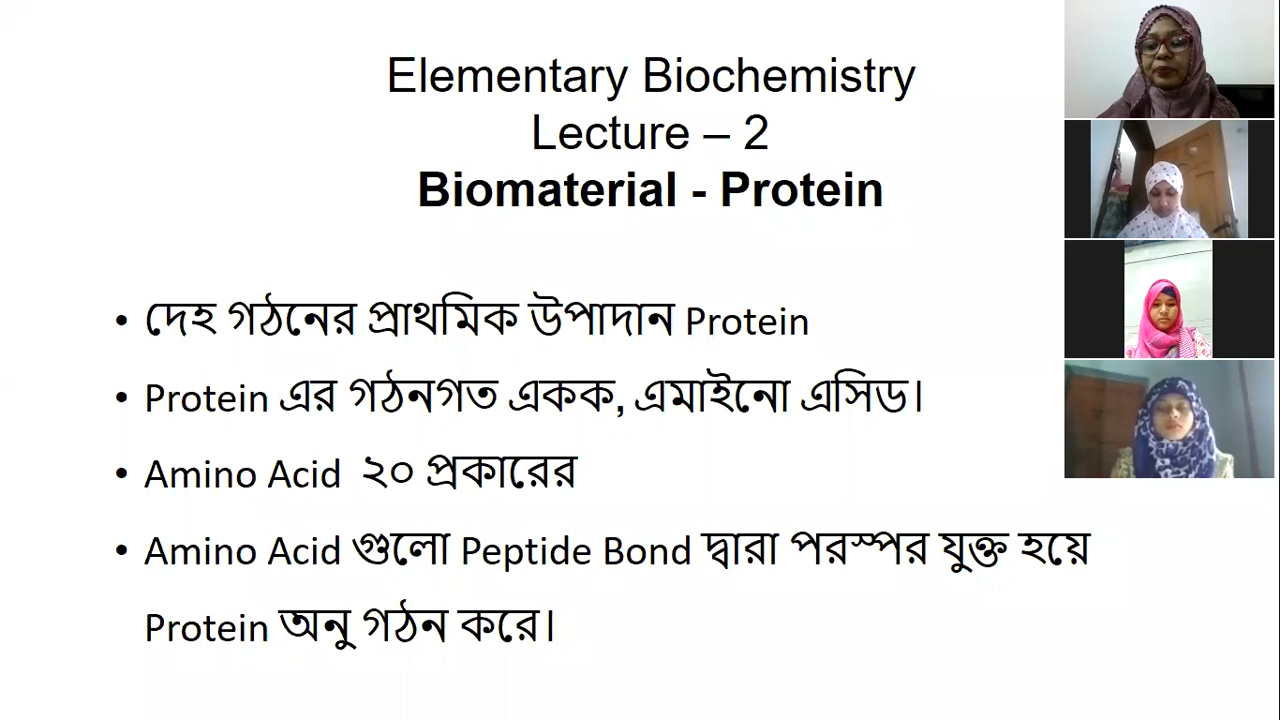 Elementary Biochemistry
Lecture – 2
Biomaterial - Protein
• দেহ গঠনের প্রাথমিক উপাদান Protein
• Protein এর গঠনগত একক, এমাইনো এসিড।
• Amino Acid ২০ প্রকারের
• Amino Acid গুলো Peptide Bond দ্বারা পরস্পর যুক্ত হয়ে
Protein অনু গঠন করে।